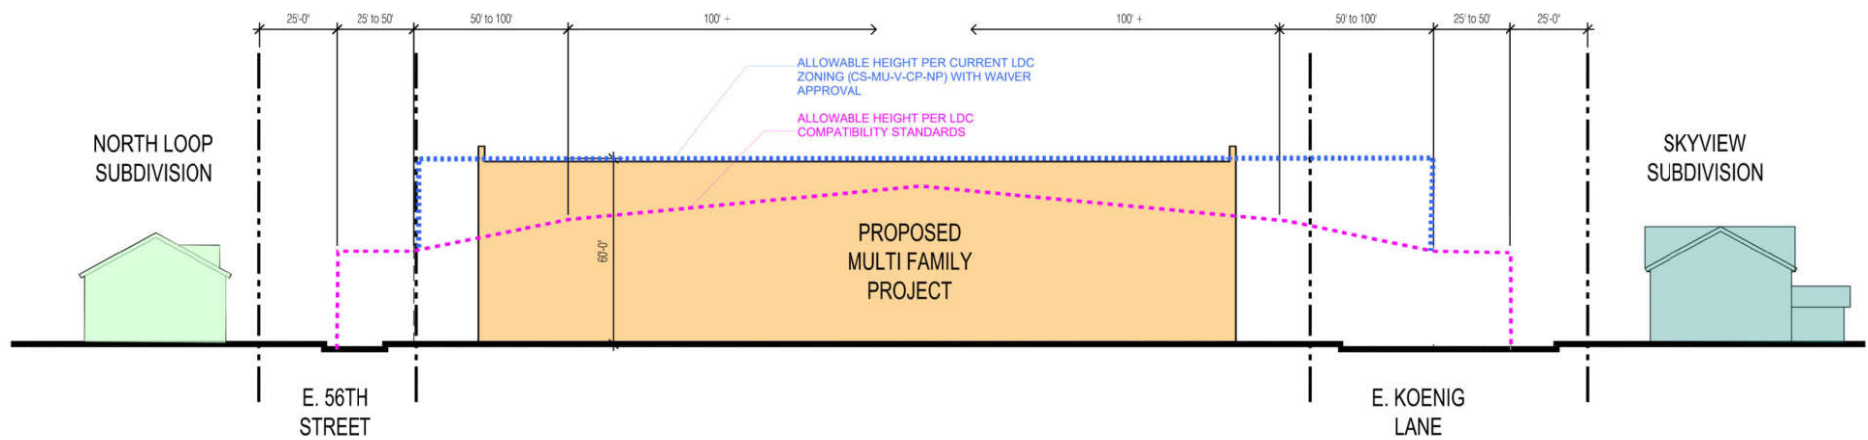 25'-0"
25' to 50'
50' to 100'
100' +
100' +
50' to 100'
25' to 50'
25'-0"
ALLOWABLE HEIGHT PER CURRENT LDC
ZONING (CS-MU-V-CP-NP) WITH WAIVER
APPROVAL
ALLOWABLE HEIGHT PER LDC
COMPATIBILITY STANDARDS
NORTH LOOP
SUBDIVISION
SKYVIEW
SUBDIVISION
60'-0"
PROPOSED
MULTI FAMILY
PROJECT
E. 56TH
STREET
E. KOENIG
LANE